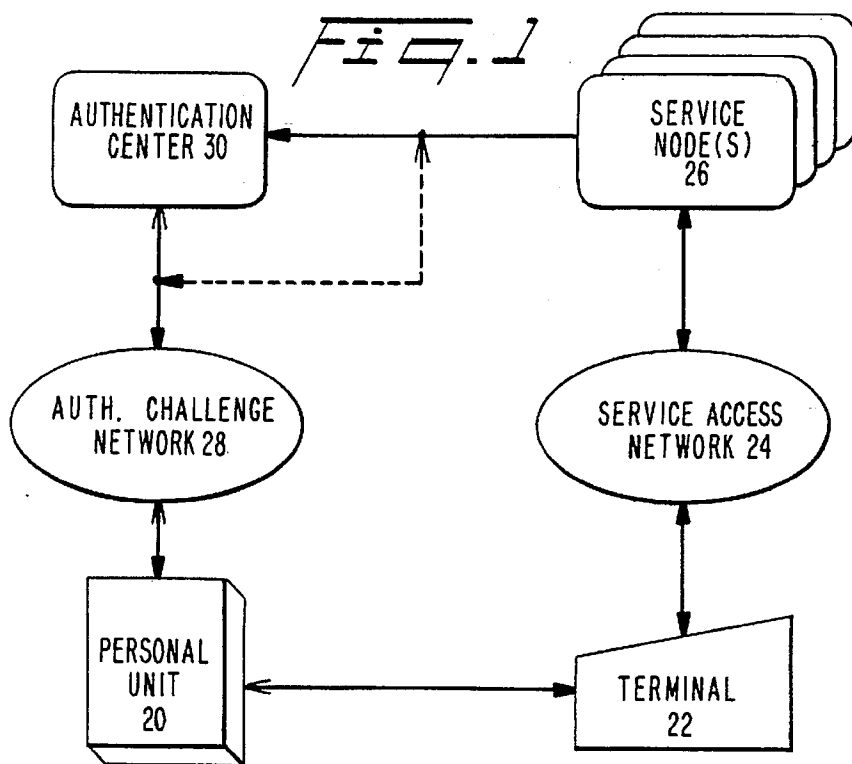 Fig. 1
AUTHENTICATION
CENTER 30
SERVICE
NODE(S)
26
AUTH. CHALLENGE
NETWORK 28
SERVICE ACCESS
NETWORK 24
PERSONAL
UNIT
20
TERMINAL
22